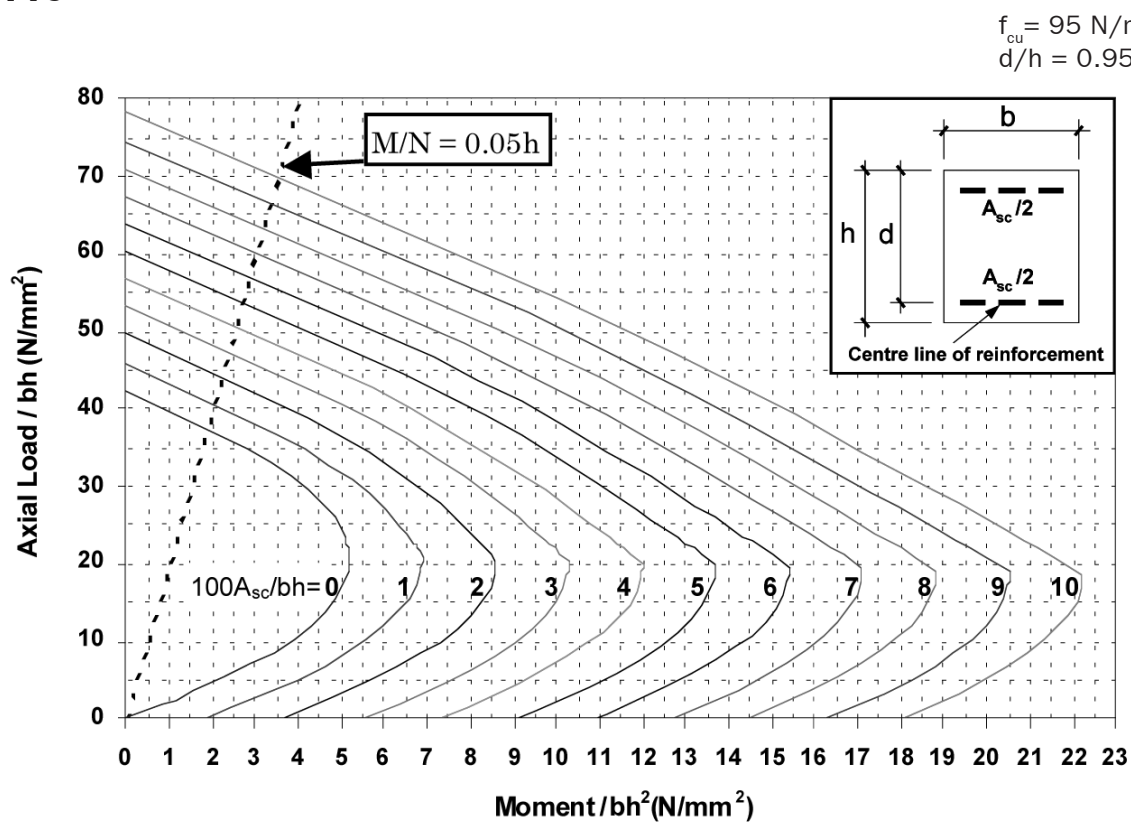 f_cu = 95 N/
d/h = 0.95
M/N = 0.05h
b
A_sc/2
h
d
A_sc/2
Centre line of reinforcement
Axial Load / bh (N/mm²)
80
70
60
50
40
30
20
10
0
100A_sc/bh= 0 1 2 3 4 5 6 7 8 9 10
0 1 2 3 4 5 6 7 8 9 10 11 12 13 14 15 16 17 18 19 20 21 22 23
Moment / bh² (N/mm²)